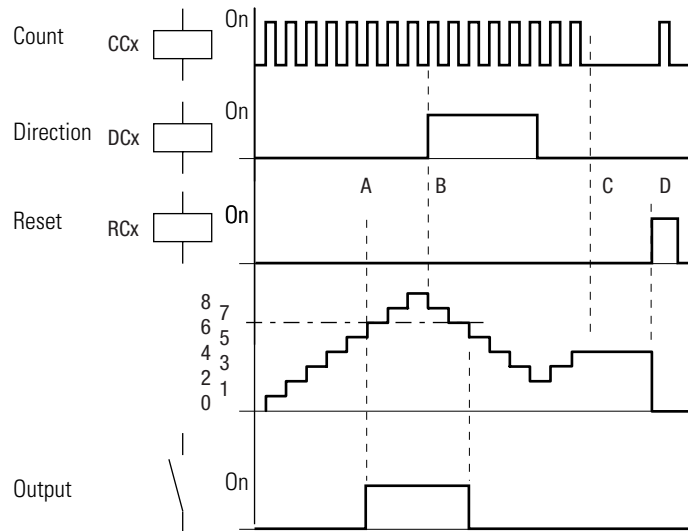 Count CCx On
Direction DCx On
A B C D
Reset RCx On
8 7
6 5
4 3
2 1
0
Output On